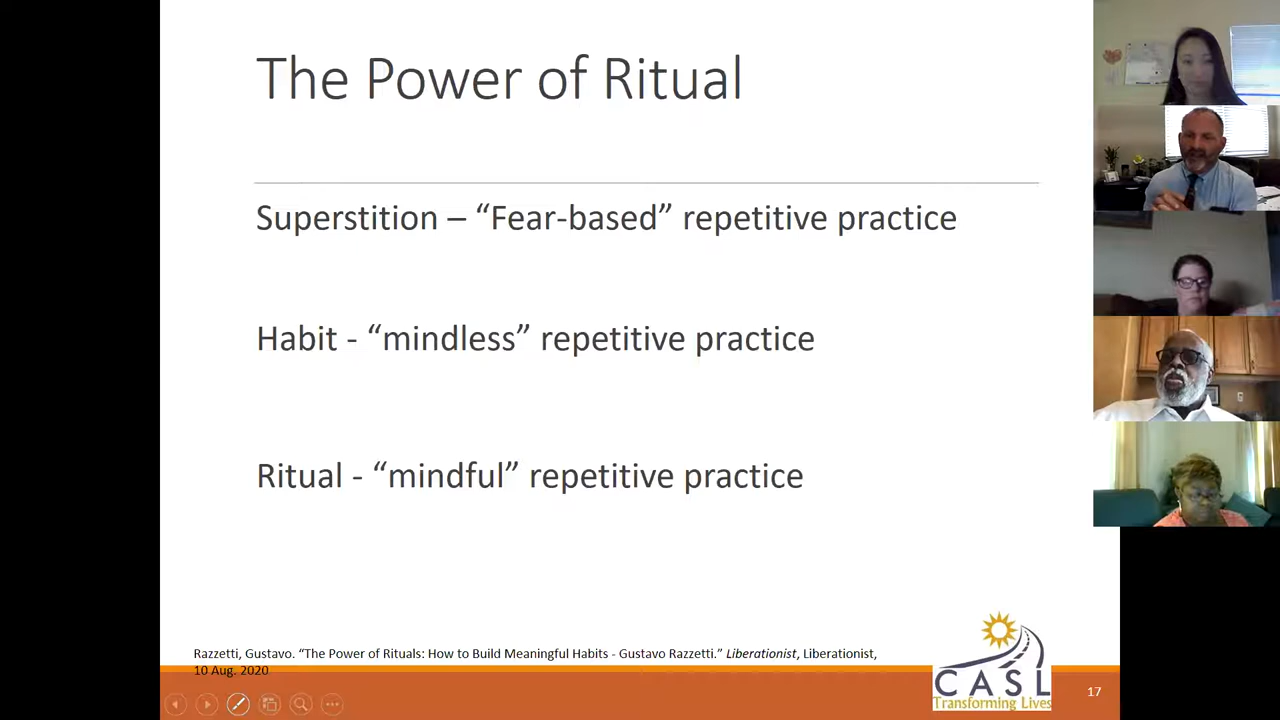 The Power of Ritual
Superstition – “Fear-based” repetitive practice
Habit - “mindless” repetitive practice
Ritual - “mindful” repetitive practice
Razzetti, Gustavo. “The Power of Rituals: How to Build Meaningful Habits - Gustavo Razzetti.” Liberationist, Liberationist,
10 Aug. 2020
CASL
Transforming Lives
17